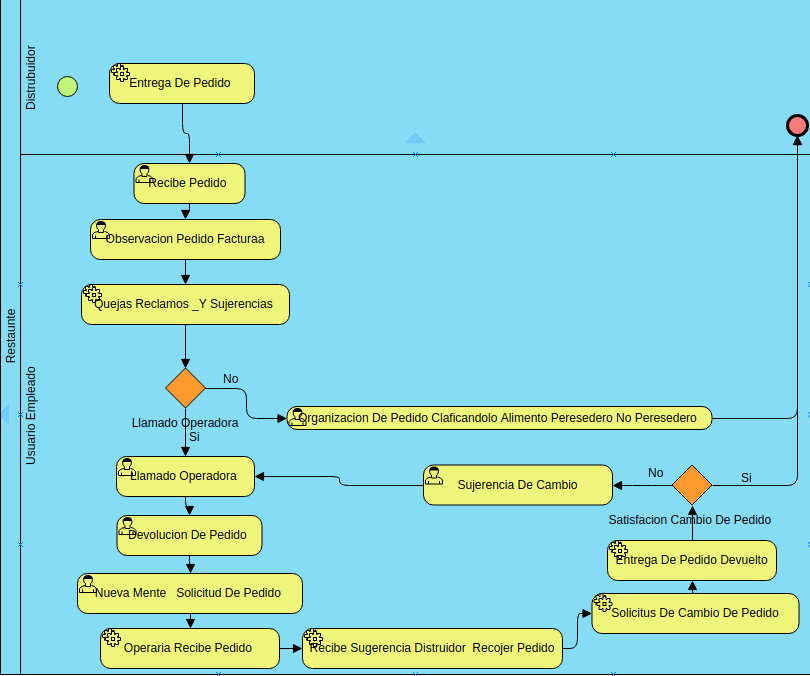 Restaunte
Distrubuidor
Entrega De Pedido
Usuario Empleado
Recibe Pedido
Observacion Pedido Facturaa
Quejas Reclamos _Y Sujerencias
No
Llamado Operadora
Si
Organizacion De Pedido Claficandolo Alimento Peresedero No Peresedero
Llamado Operadora
Sujerencia De Cambio
No
Si
Satisfacion Cambio De Pedido
Devolucion De Pedido
Entrega De Pedido Devuelto
Nueva Mente Solicitud De Pedido
Solicitus De Cambio De Pedido
Operaria Recibe Pedido
Recibe Sugerencia Distruidor Recojer Pedido